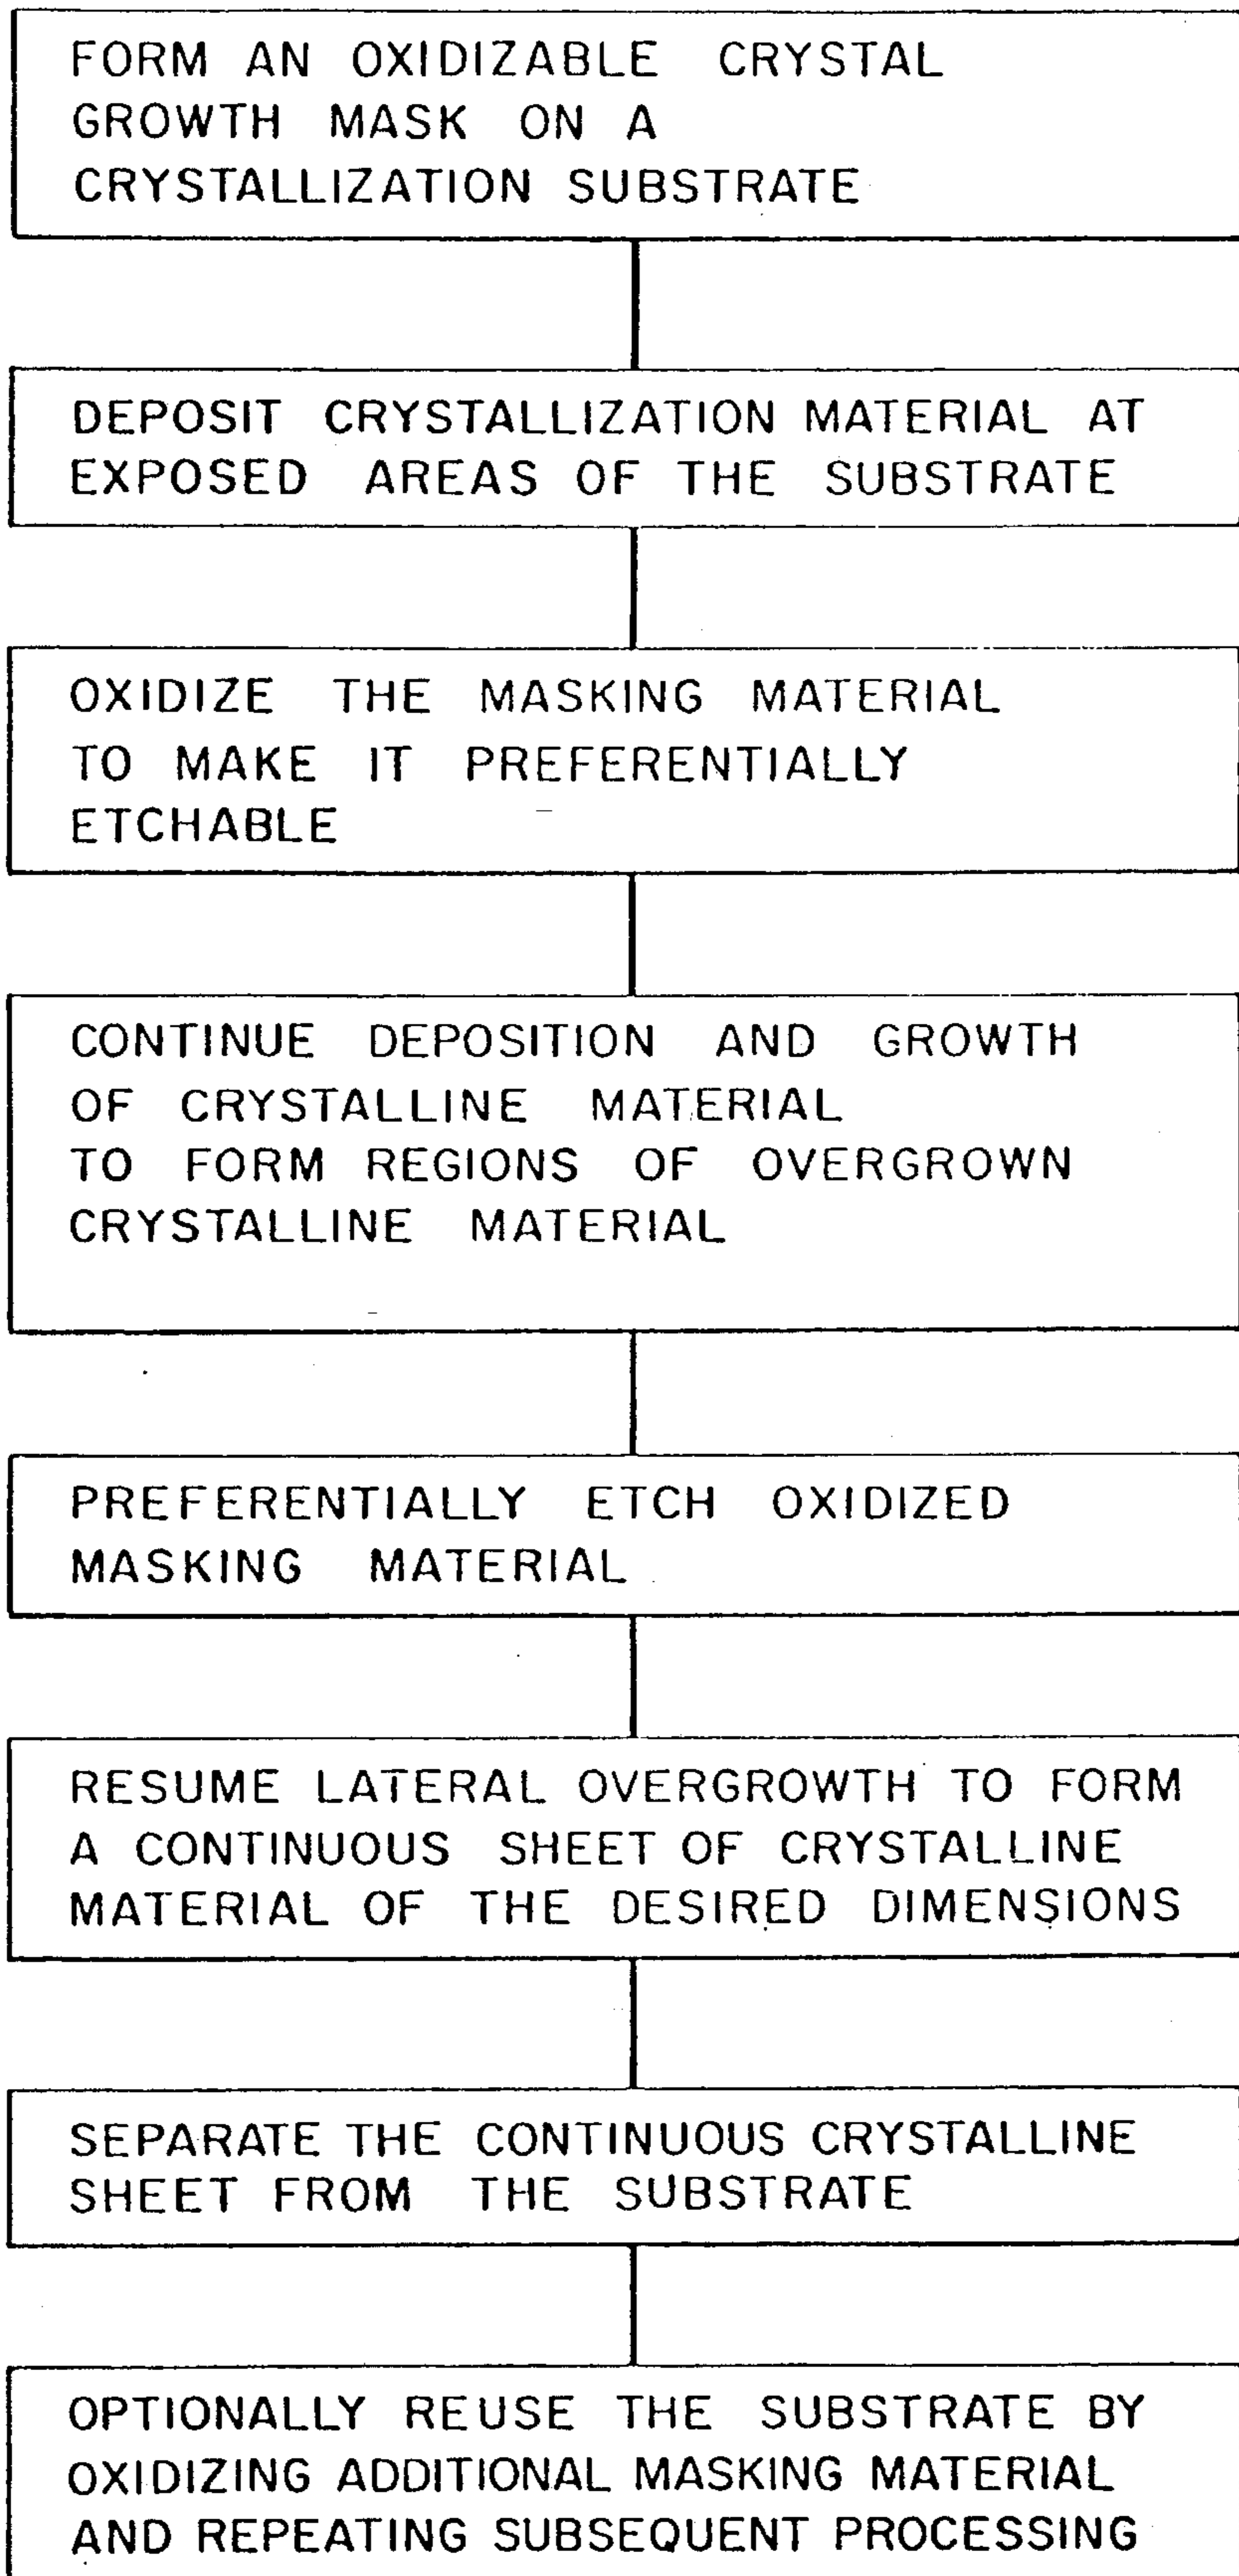 FORM AN OXIDIZABLE CRYSTAL
GROWTH MASK ON A
CRYSTALLIZATION SUBSTRATE
DEPOSIT CRYSTALLIZATION MATERIAL AT
EXPOSED AREAS OF THE SUBSTRATE
OXIDIZE THE MASKING MATERIAL
TO MAKE IT PREFERENTIALLY
ETCHABLE
CONTINUE DEPOSITION AND GROWTH
OF CRYSTALLINE MATERIAL
TO FORM REGIONS OF OVERGROWN
CRYSTALLINE MATERIAL
PREFERENTIALLY ETCH OXIDIZED
MASKING MATERIAL
RESUME LATERAL OVERGROWTH TO FORM
A CONTINUOUS SHEET OF CRYSTALLINE
MATERIAL OF THE DESIRED DIMENSIONS
SEPARATE THE CONTINUOUS CRYSTALLINE
SHEET FROM THE SUBSTRATE
OPTIONALLY REUSE THE SUBSTRATE BY
OXIDIZING ADDITIONAL MASKING MATERIAL
AND REPEATING SUBSEQUENT PROCESSING